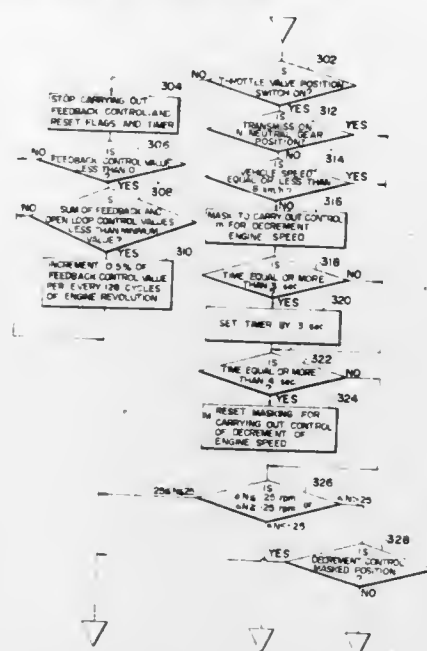 302
IS
THROTTLE VALVE POSITION
SWITCH ON?
NO
YES
304
STOP CARRYING OUT
FEEDBACK CONTROL AND
RESET FLAGS AND TIMER
306
IS
FEEDBACK CONTROL VALUE
LESS THAN 0?
NO
YES
308
IS
SUM OF FEEDBACK AND
OPEN LOOP CONTROL VALUES
LESS THAN MINIMUM
VALUE?
NO
YES
310
INCREMENT 0.5% OF
FEEDBACK CONTROL VALUE
PER EVERY 128 CYCLES
OF ENGINE REVOLUTION
312
IS
TRANSMISSION
N NEUTRAL GEAR
POSITION?
YES
NO
314
IS
VEHICLE SPEED
EQUAL OR LESS THAN
8 km/h?
YES
NO
316
MASK TO CARRY OUT CONTROL
FOR DECREMENT
ENGINE SPEED
318
IS
TIME EQUAL OR MORE
THAN 3 sec
NO
YES
320
SET TIMER BY 3 sec
322
IS
TIME EQUAL OR MORE
THAN 4 sec
?
NO
YES
324
RESET MASKING FOR
CARRYING OUT CONTROL
OF DECREMENT OF
ENGINE SPEED
326
IS
25 rpm
or
25 rpm
328
IS
DECREMENT CONTROL
MASKED POSITION
?
YES
NO